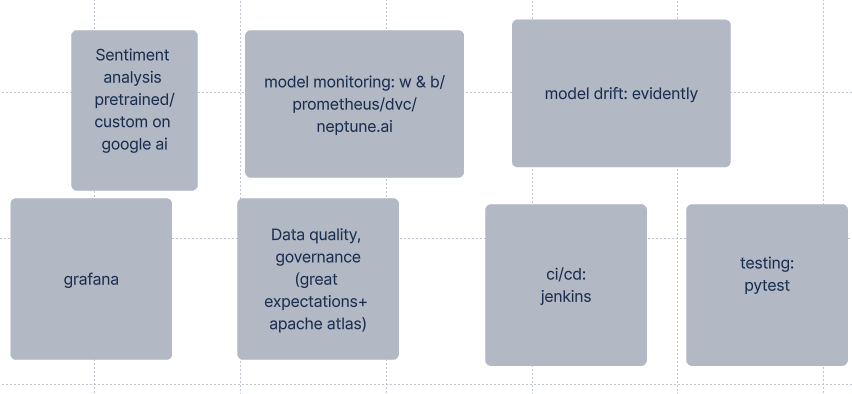 Sentiment
analysis
pretrained/
custom on
google ai
model monitoring: w & b/
prometheus/dvc/
neptune.ai
model drift: evidently
grafana
Data quality,
governance
(great
expectations+
apache atlas)
ci/cd:
jenkins
testing:
pytest